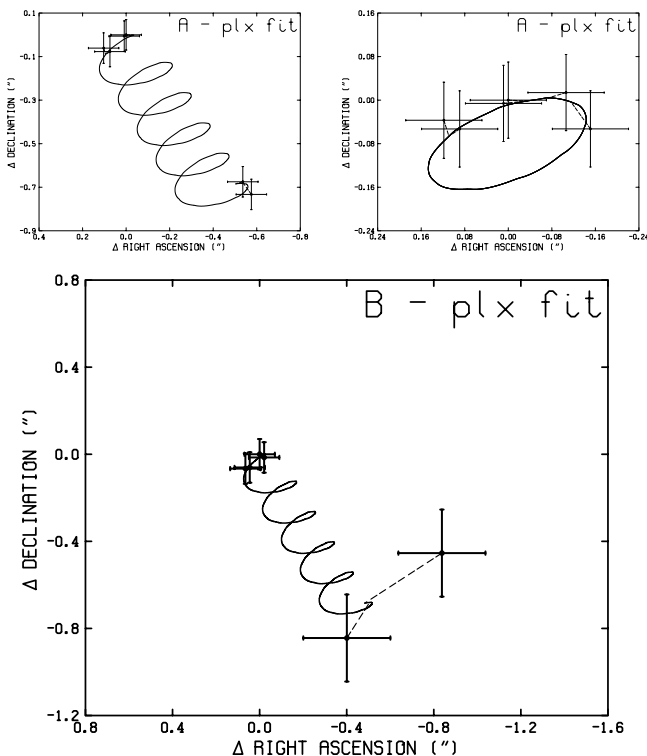 A - plx fit
-0.1
-0.3
-0.5
-0.7
-0.9
0.4 0.2 0.0 -0.2 -0.4 -0.6 -0.8
Δ DECLINATION (″)
Δ RIGHT ASCENSION (″)
A - plx fit
0.16
0.08
0.00
-0.08
-0.16
-0.24
0.24 0.16 0.08 0.00 -0.08 -0.16 -0.24
Δ DECLINATION (″)
Δ RIGHT ASCENSION (″)
B - plx fit
0.8
0.4
0.0
-0.4
-0.8
-1.2
0.8 0.4 0.0 -0.4 -0.8 -1.2 -1.6
Δ DECLINATION (″)
Δ RIGHT ASCENSION (″)